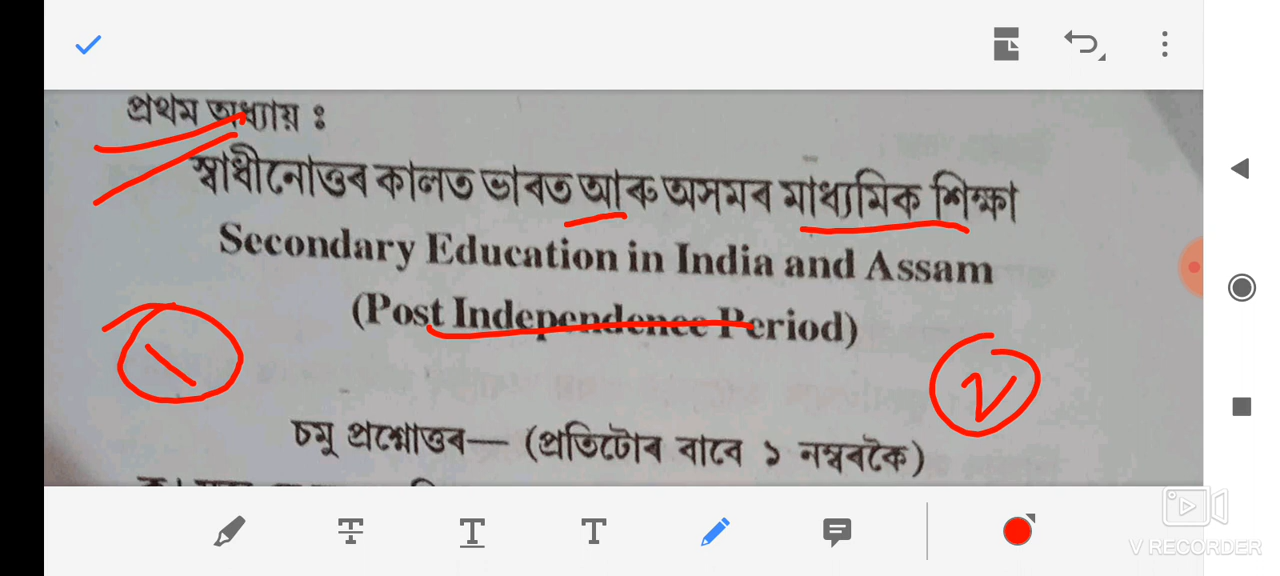 প্ৰথম অধ্যায় ঃ
স্বাধীনোত্তৰ কালত ভাৰত আৰু অসমৰ মাধ্যমিক শিক্ষা
Secondary Education in India and Assam
(Post Independence Period)
চমু প্ৰশ্নোত্তৰ— (প্ৰতিটোৰ বাবে ১ নম্বৰকৈ)
V RECORDER